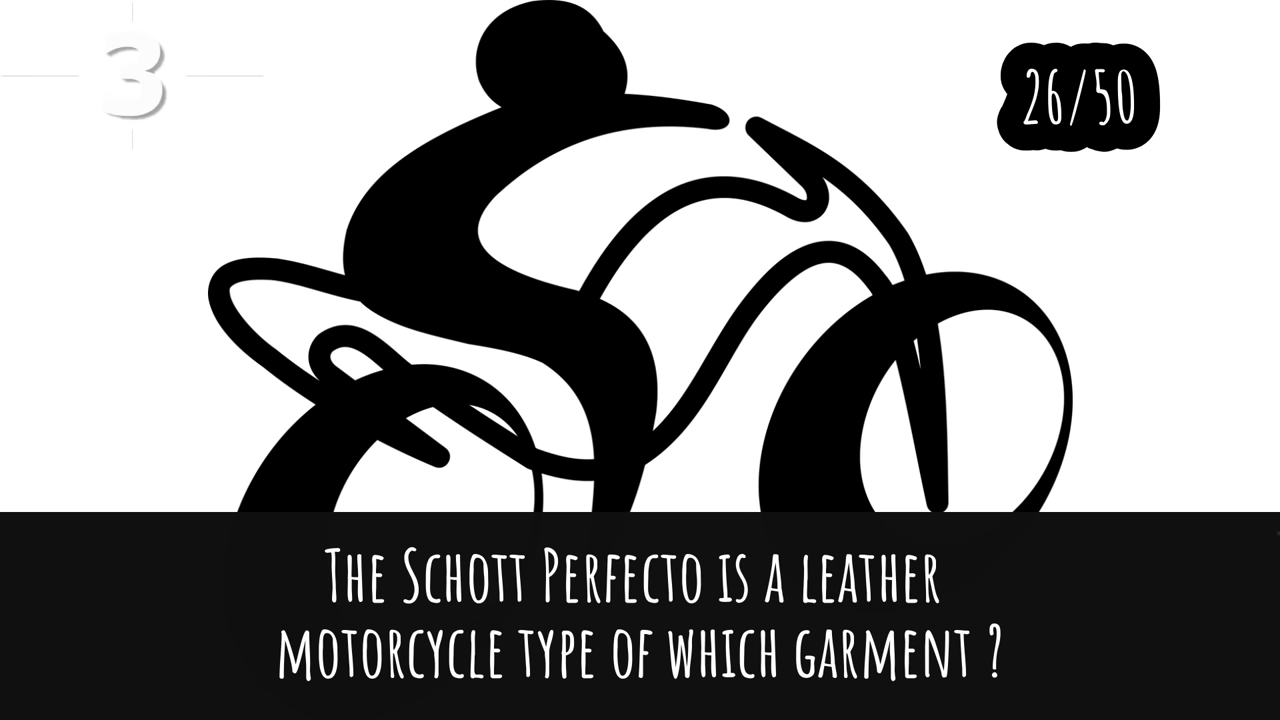 3
26/50
The Schott Perfecto is a leather
motorcycle type of which garment ?